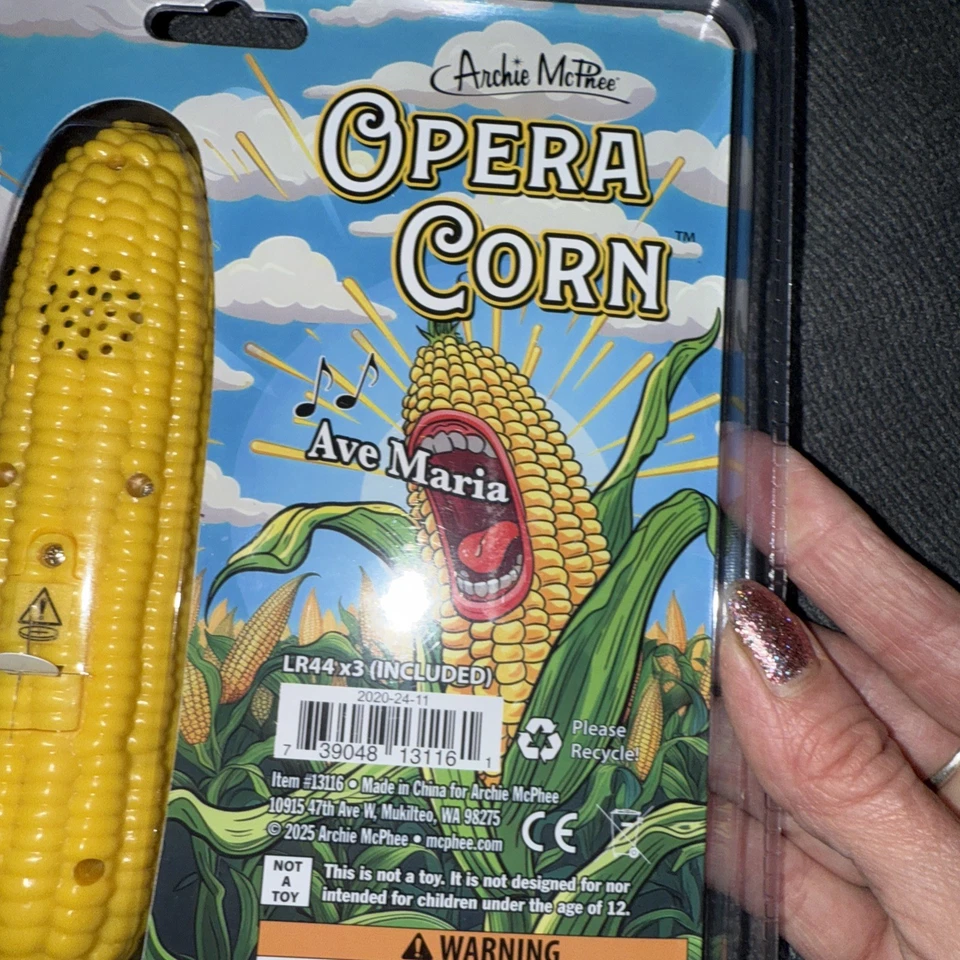 Archie McPhee
OPERA
CORN™
Ave Maria
LR44 x3 (INCLUDED)
2020-24-11
7 39048 13116 1
Please
Recycle!
Item #13116 • Made in China for Archie McPhee
10915 47th Ave W, Mukilteo, WA 98275
© 2025 Archie McPhee • mcphee.com
CE
NOT
A
TOY
This is not a toy. It is not designed for nor
intended for children under the age of 12.
WARNING